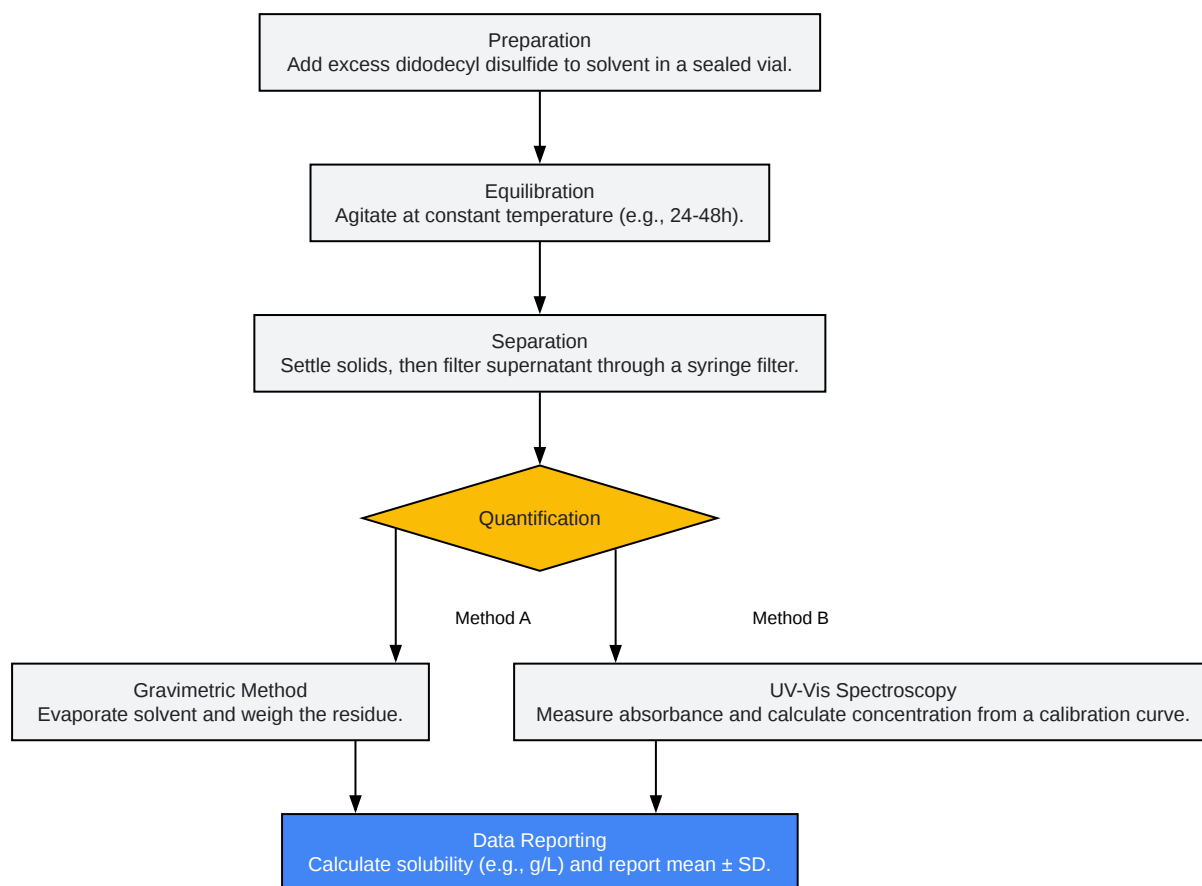 Preparation
Add excess didodecyl disulfide to solvent in a sealed vial.
Equilibration
Agitate at constant temperature (e.g., 24-48h).
Separation
Settle solids, then filter supernatant through a syringe filter.
Quantification
Method A
Method B
Gravimetric Method
Evaporate solvent and weigh the residue.
UV-Vis Spectroscopy
Measure absorbance and calculate concentration from a calibration curve.
Data Reporting
Calculate solubility (e.g., g/L) and report mean ± SD.